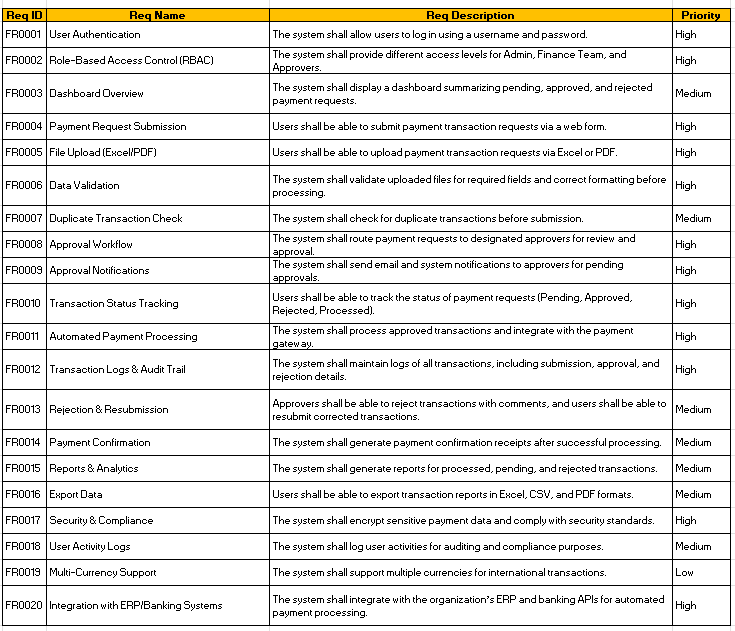 Req ID Req Name Req Description Priority
FR0001 User Authentication The system shall allow users to log in using a username and password. High
FR0002 Role-Based Access Control (RBAC) The system shall provide different access levels for Admin, Finance Team, and
Approvers. High
FR0003 Dashboard Overview The system shall display a dashboard summarizing pending, approved, and rejected
payment requests. Medium
FR0004 Payment Request Submission Users shall be able to submit payment transaction requests via a web form. High
FR0005 File Upload (Excel/PDF) Users shall be able to upload payment transaction requests via Excel or PDF. High
FR0006 Data Validation The system shall validate uploaded files for required fields and correct formatting before
processing. High
FR0007 Duplicate Transaction Check The system shall check for duplicate transactions before submission. Medium
FR0008 Approval Workflow The system shall route payment requests to designated approvers for review and
approval. High
FR0009 Approval Notifications The system shall send email and system notifications to approvers for pending
approvals. High
FR0010 Transaction Status Tracking Users shall be able to track the status of payment requests (Pending, Approved,
Rejected, Processed). High
FR0011 Automated Payment Processing The system shall process approved transactions and integrate with the payment
gateway. High
FR0012 Transaction Logs & Audit Trail The system shall maintain logs of all transactions, including submission, approval, and
rejection details. High
FR0013 Rejection & Resubmission Approvers shall be able to reject transactions with comments, and users shall be able to
resubmit corrected transactions. Medium
FR0014 Payment Confirmation The system shall generate payment confirmation receipts after successful processing. Medium
FR0015 Reports & Analytics The system shall generate reports for processed, pending, and rejected transactions. Medium
FR0016 Export Data Users shall be able to export transaction reports in Excel, CSV, and PDF formats. Medium
FR0017 Security & Compliance The system shall encrypt sensitive payment data and comply with security standards. High
FR0018 User Activity Logs The system shall log user activities for auditing and compliance purposes. Medium
FR0019 Multi-Currency Support The system shall support multiple currencies for international transactions. Low
FR0020 Integration with ERP/Banking Systems The system shall integrate with the organization's ERP and banking APIs for automated
payment processing. High